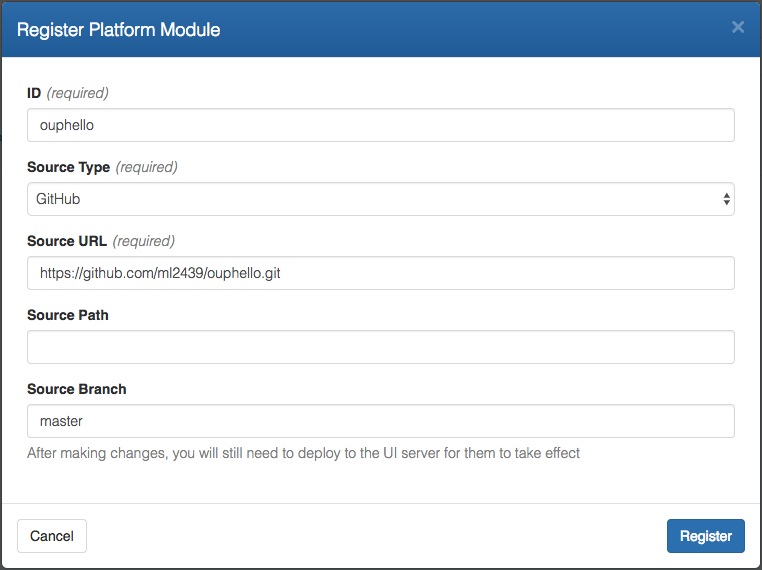 Register Platform Module
×
ID (required)
ouphello
Source Type (required)
GitHub
Source URL (required)
https://github.com/ml2439/ouphello.git
Source Path
Source Branch
master
After making changes, you will still need to deploy to the UI server for them to take effect
Cancel
Register